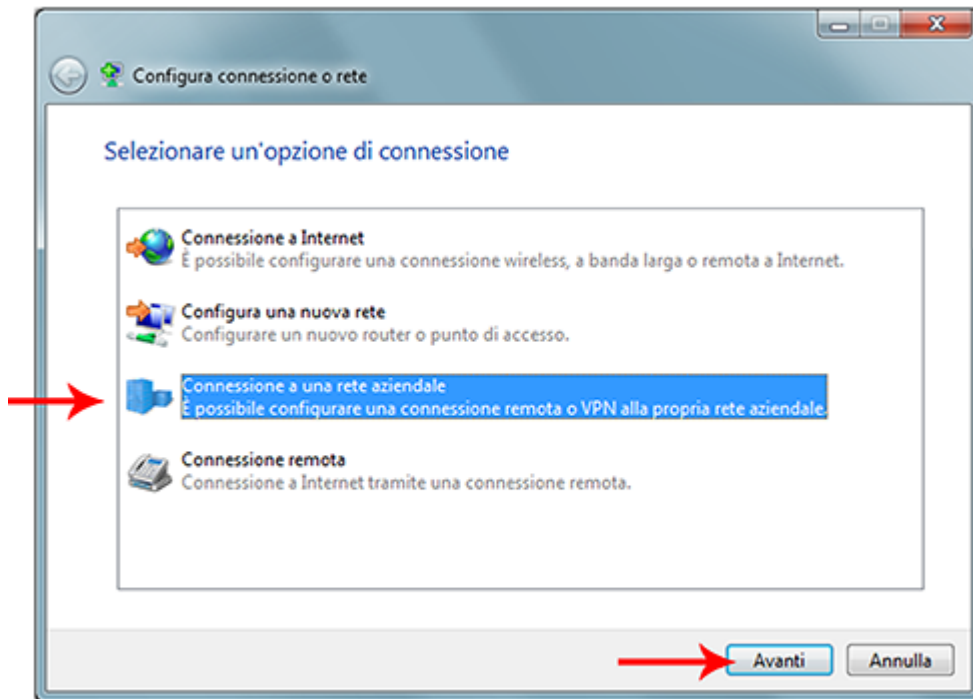 Configura connessione o rete
Selezionare un'opzione di connessione
Connessione a Internet
È possibile configurare una connessione wireless, a banda larga o remota a Internet.
Configura una nuova rete
Configurare un nuovo router o punto di accesso.
Connessione a una rete aziendale
È possibile configurare una connessione remota o VPN alla propria rete aziendale.
Connessione remota
Connessione a Internet tramite una connessione remota.
Avanti
Annulla